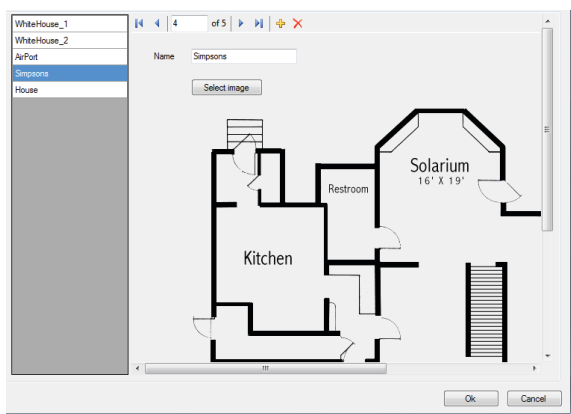 WhiteHouse_1
WhiteHouse_2
AirPort
Simpsons
House
4 of 5
Name Simpsons
Select image
Solarium
16' X 19'
Restroom
Kitchen
Ok Cancel